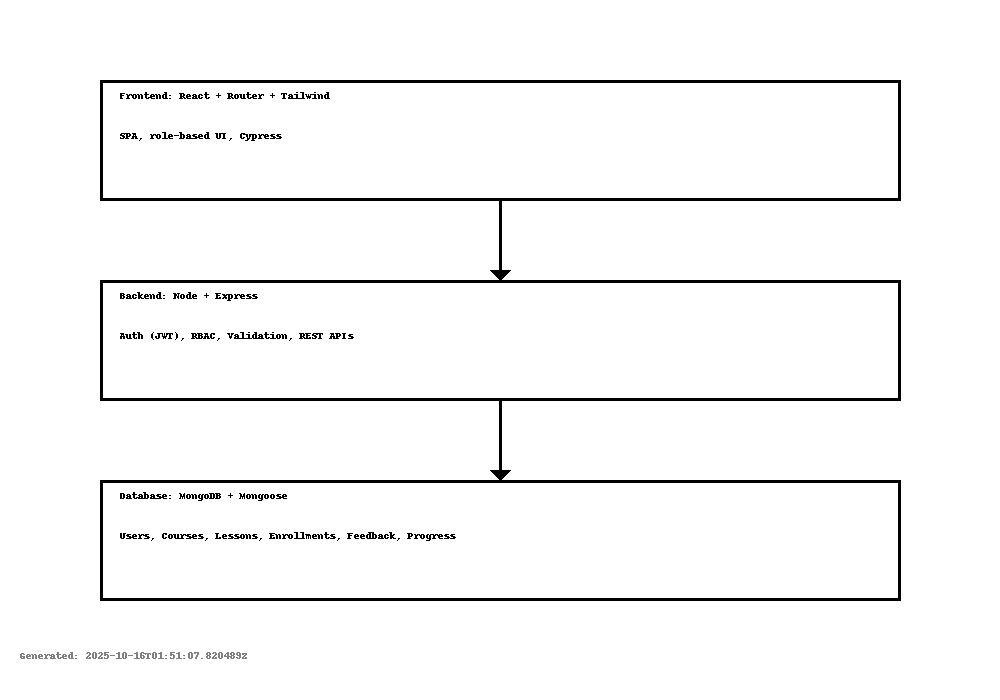 Frontend: React + Router + Tailwind
SPA, role-based UI, Cypress
Backend: Node + Express
Auth (JWT), RBAC, Validation, REST APIs
Database: MongoDB + Mongoose
Users, Courses, Lessons, Enrollments, Feedback, Progress
Generated: 2025-10-16T01:51:07.820489Z